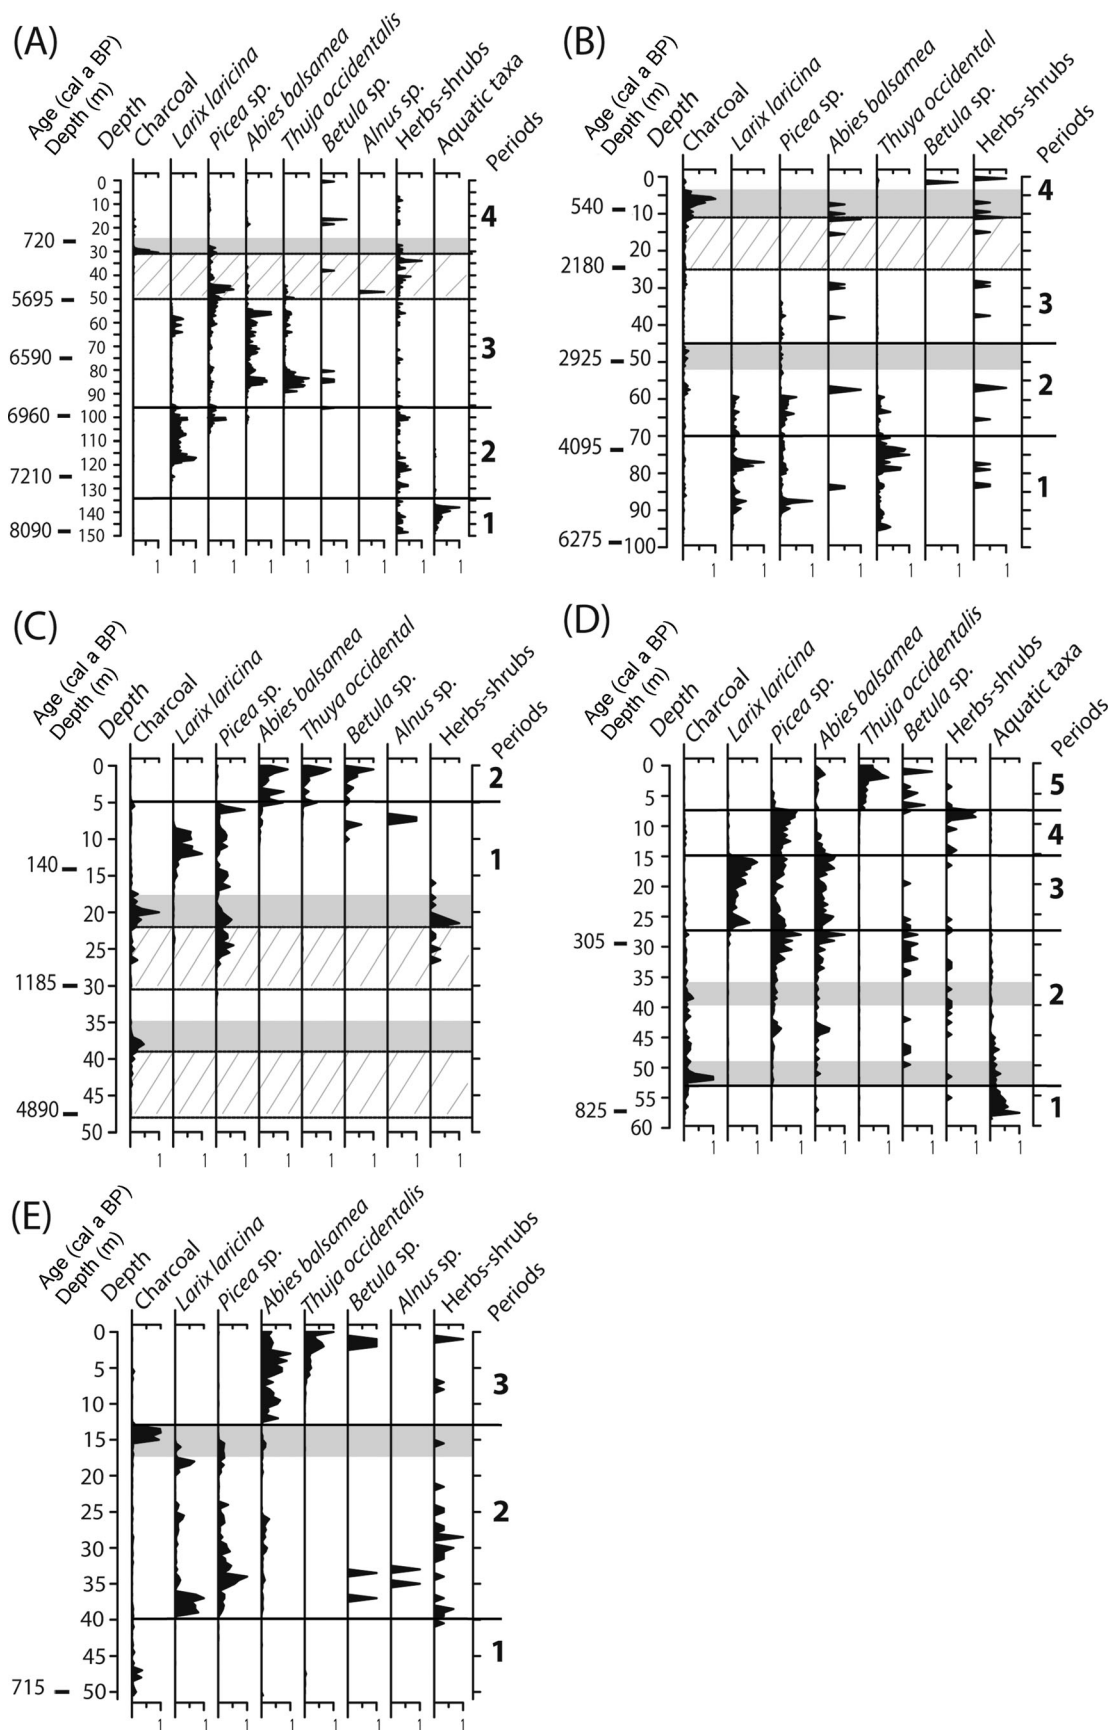 (A)
Age (cal a BP)
Depth (m)
Depth
Charcoal
Larix laricina
Picea sp.
Abies balsamea
Thuja occidentalis
Betula sp.
Alnus sp.
Herbs-shrubs
Aquatic taxa
Periods
0
10
20
720
30
40
5695
50
60
6590
70
80
90
6960
100
110
120
7210
130
140
8090
150
4
3
2
1
1 1 1 1 1 1 1 1 1
(B)
Age (cal a BP)
Depth (m)
Depth
Charcoal
Larix laricina
Picea sp.
Abies balsamea
Thuya occidental
Betula sp.
Herbs-shrubs
Periods
0
540
10
20
2180
30
40
2925
50
60
70
4095
80
90
6275
100
4
3
2
1
1 1 1 1 1 1 1
(C)
Age (cal a BP)
Depth (m)
Depth
Charcoal
Larix laricina
Picea sp.
Abies balsamea
Thuya occidental
Betula sp.
Alnus sp.
Herbs-shrubs
Periods
0
5
10
140
15
20
25
1185
30
35
40
45
4890
50
2
1
1 1 1 1 1 1 1 1
(D)
Age (cal a BP)
Depth (m)
Depth
Charcoal
Larix laricina
Picea sp.
Abies balsamea
Thuja occidentalis
Betula sp.
Herbs-shrubs
Aquatic taxa
Periods
0
5
10
15
20
25
305
30
35
40
45
50
55
825
60
5
4
3
2
1
1 1 1 1 1 1 1 1
(E)
Age (cal a BP)
Depth (m)
Depth
Charcoal
Larix laricina
Picea sp.
Abies balsamea
Thuja occidentalis
Betula sp.
Alnus sp.
Herbs-shrubs
Periods
0
5
10
15
20
25
30
35
40
45
715
50
3
2
1
1 1 1 1 1 1 1 1